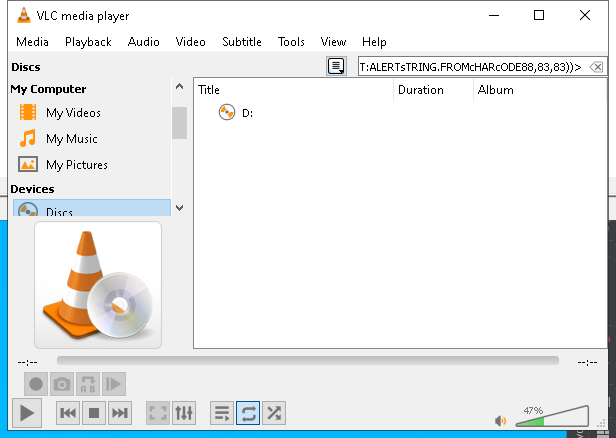 VLC media player
Media Playback Audio Video Subtitle Tools View Help
Discs T:ALERTsTRING.FROMcHARcODE88,83,83))>
My Computer Title Duration Album
My Videos D:
My Music
My Pictures
Devices
Discs
--:-- --:--
A B
47%